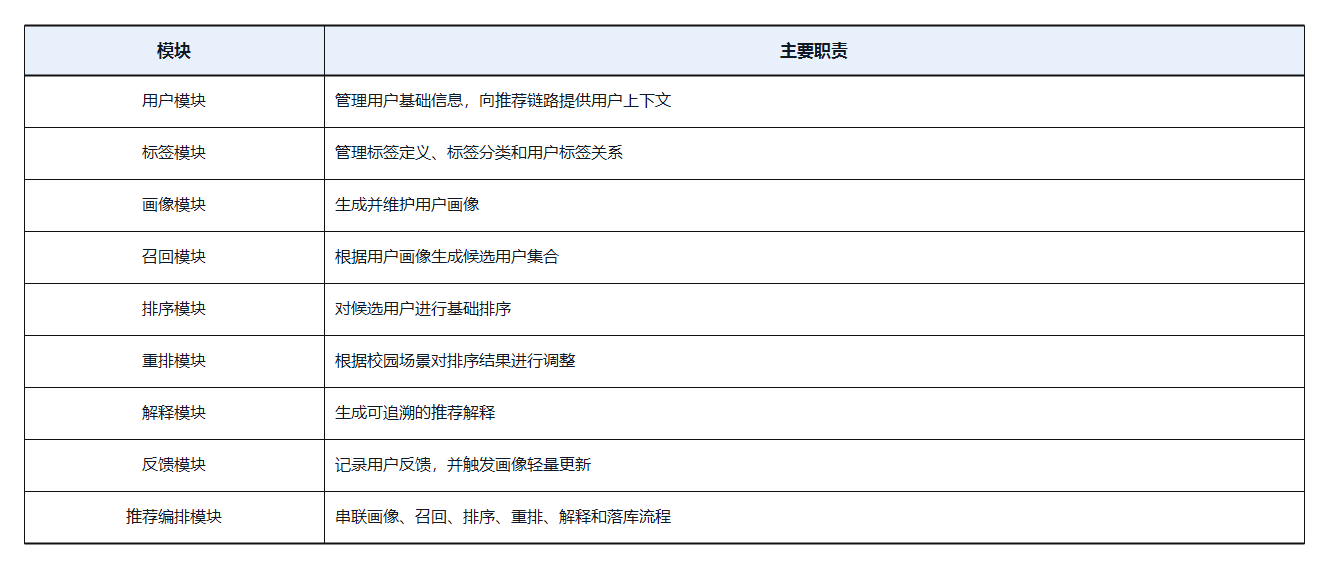 模块 主要职责
用户模块 管理用户基础信息，向推荐链路提供用户上下文
标签模块 管理标签定义、标签分类和用户标签关系
画像模块 生成并维护用户画像
召回模块 根据用户画像生成候选用户集合
排序模块 对候选用户进行基础排序
重排模块 根据校园场景对排序结果进行调整
解释模块 生成可追溯的推荐解释
反馈模块 记录用户反馈，并触发画像轻量更新
推荐编排模块 串联画像、召回、排序、重排、解释和落库流程